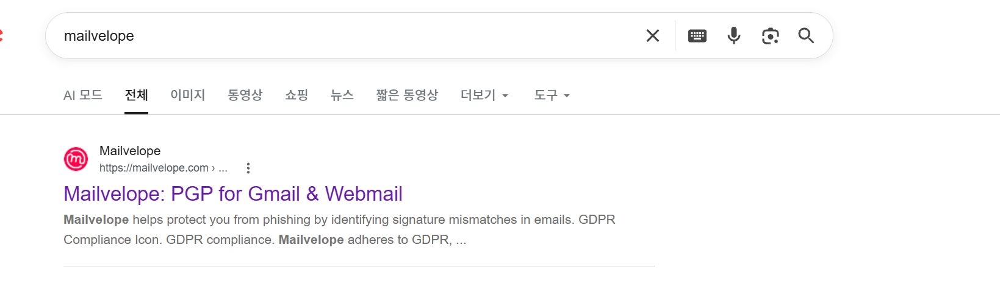 mailvelope
AI 모드 전체 이미지 동영상 쇼핑 뉴스 짧은 동영상 더보기 도구
Mailvelope
https://mailvelope.com › ...
Mailvelope: PGP for Gmail & Webmail
Mailvelope helps protect you from phishing by identifying signature mismatches in emails. GDPR
Compliance Icon. GDPR compliance. Mailvelope adheres to GDPR, ...